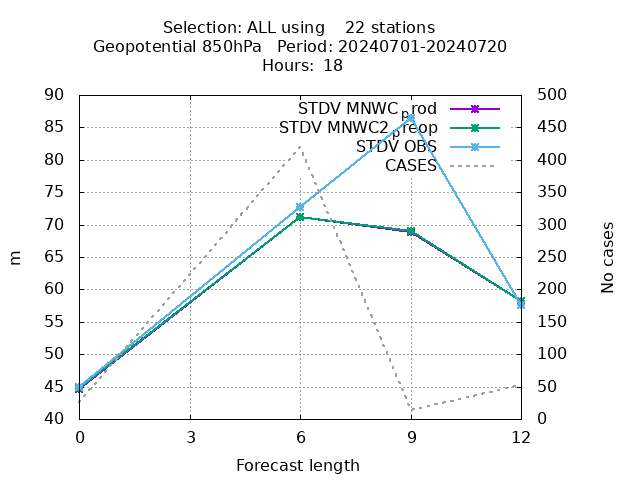 Selection: ALL using    22 stations
Geopotential 850hPa   Period: 20240701-20240720
Hours: 18
90
85
80
75
70
65
60
55
50
45
40
500
450
400
350
300
250
200
150
100
50
0
STDV MNWC_prod
STDV MNWC2_preop
STDV OBS
CASES
m
No cases
0 3 6 9 12
Forecast length